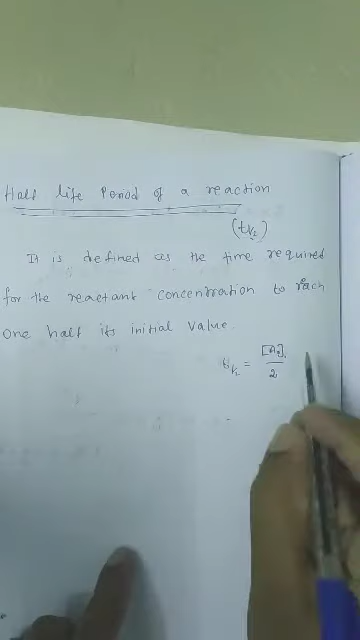 Half life Period of a reaction
(t½)
It is defined as the time required
for the reactant concentration to reach
one half its initial value.
t½ = [A₀] / 2